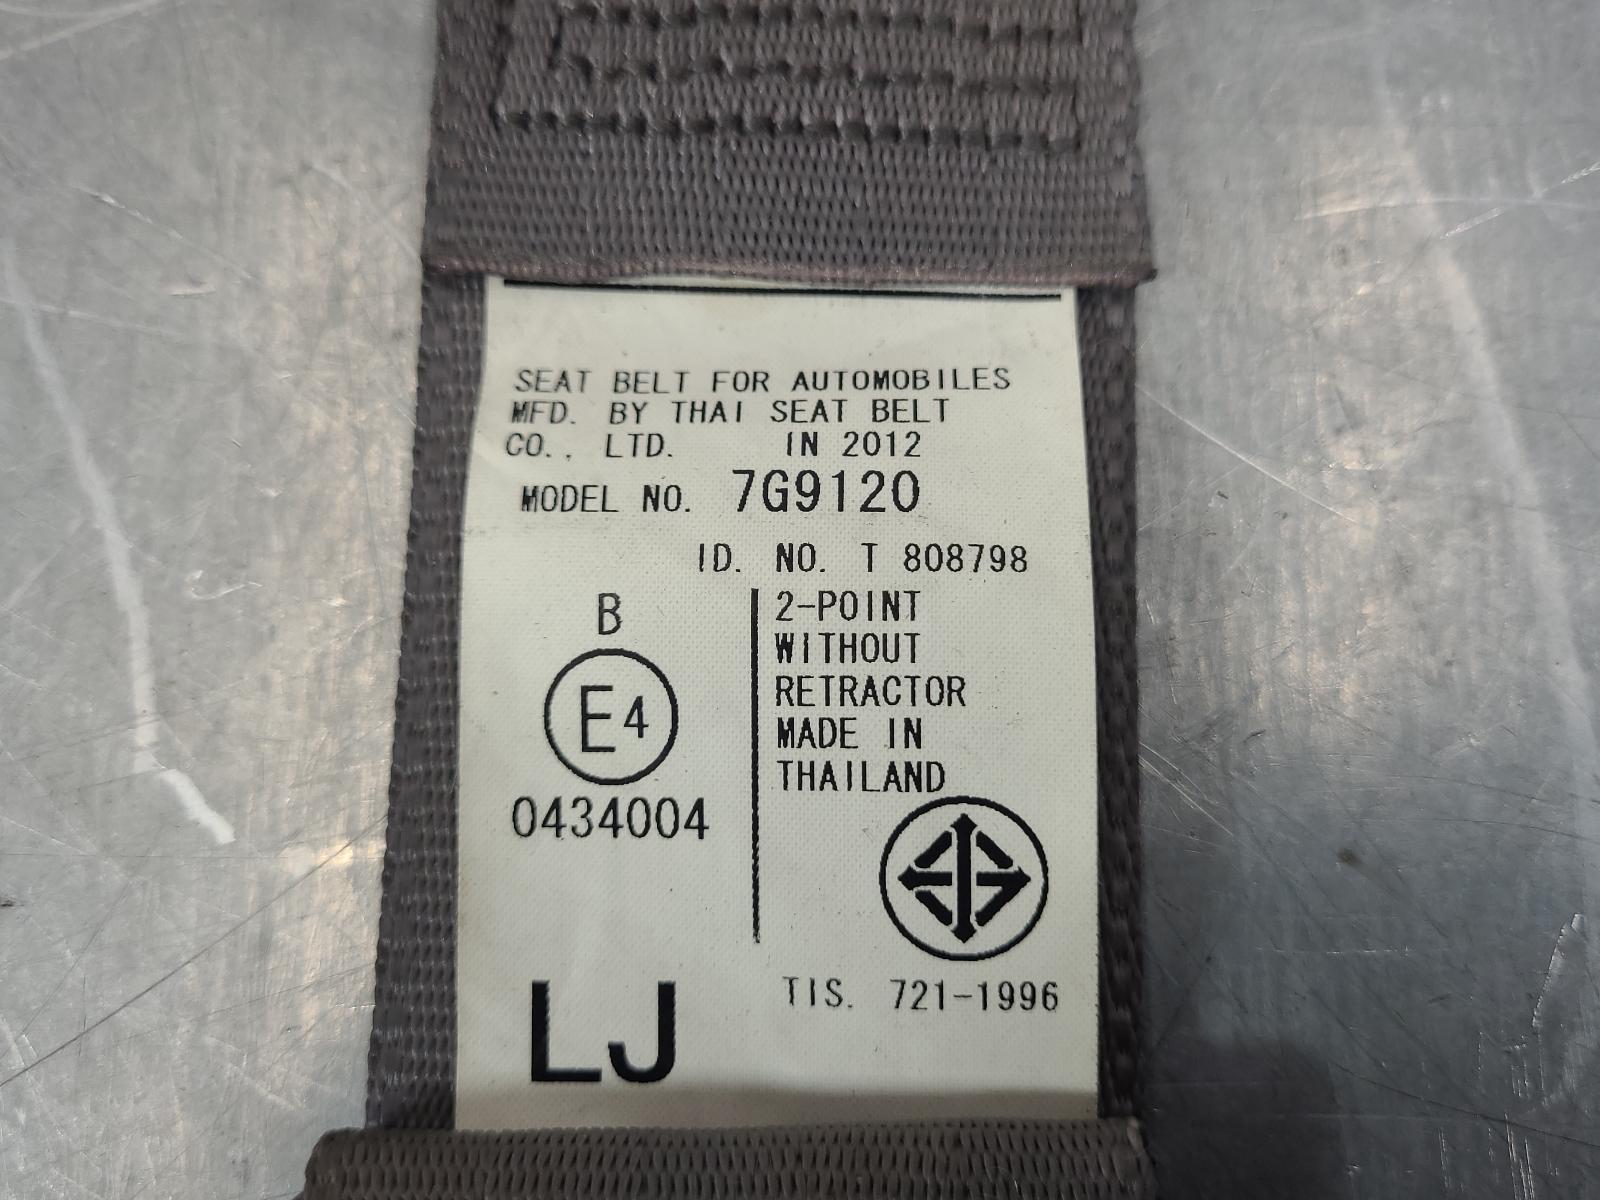 SEAT BELT FOR AUTOMOBILES
MFD. BY THAI SEAT BELT
CO., LTD. IN 2012
MODEL NO. 7G9120
ID. NO. T 808798
B
E4
0434004
2-POINT
WITHOUT
RETRACTOR
MADE IN
THAILAND
TIS. 721-1996
LJ